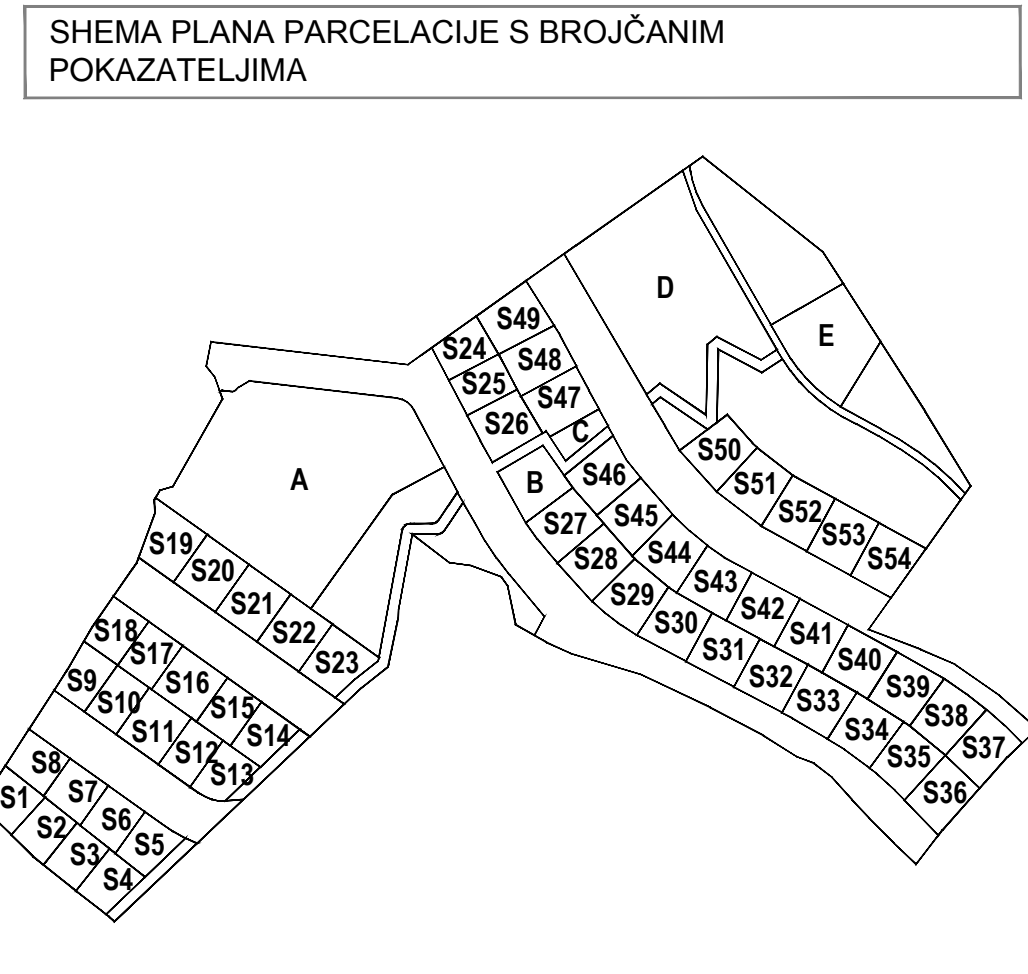 SHEMA PLANA PARCELACIJE S BROJČANIM
POKAZATELJIMA
D
S49
E
S24
S48
S25
S47
S26
C
S50
A
S46
B
S51
S45
S52
S27
S53
S19
S44
S28
S54
S20
S43
S29
S21
S42
S30
S18
S22
S41
S31
S17
S23
S40
S32
S9
S16
S39
S10
S33
S15
S38
S11
S34
S14
S37
S12
S35
S8
S13
S7
S36
S1
S6
S2
S5
S3
S4